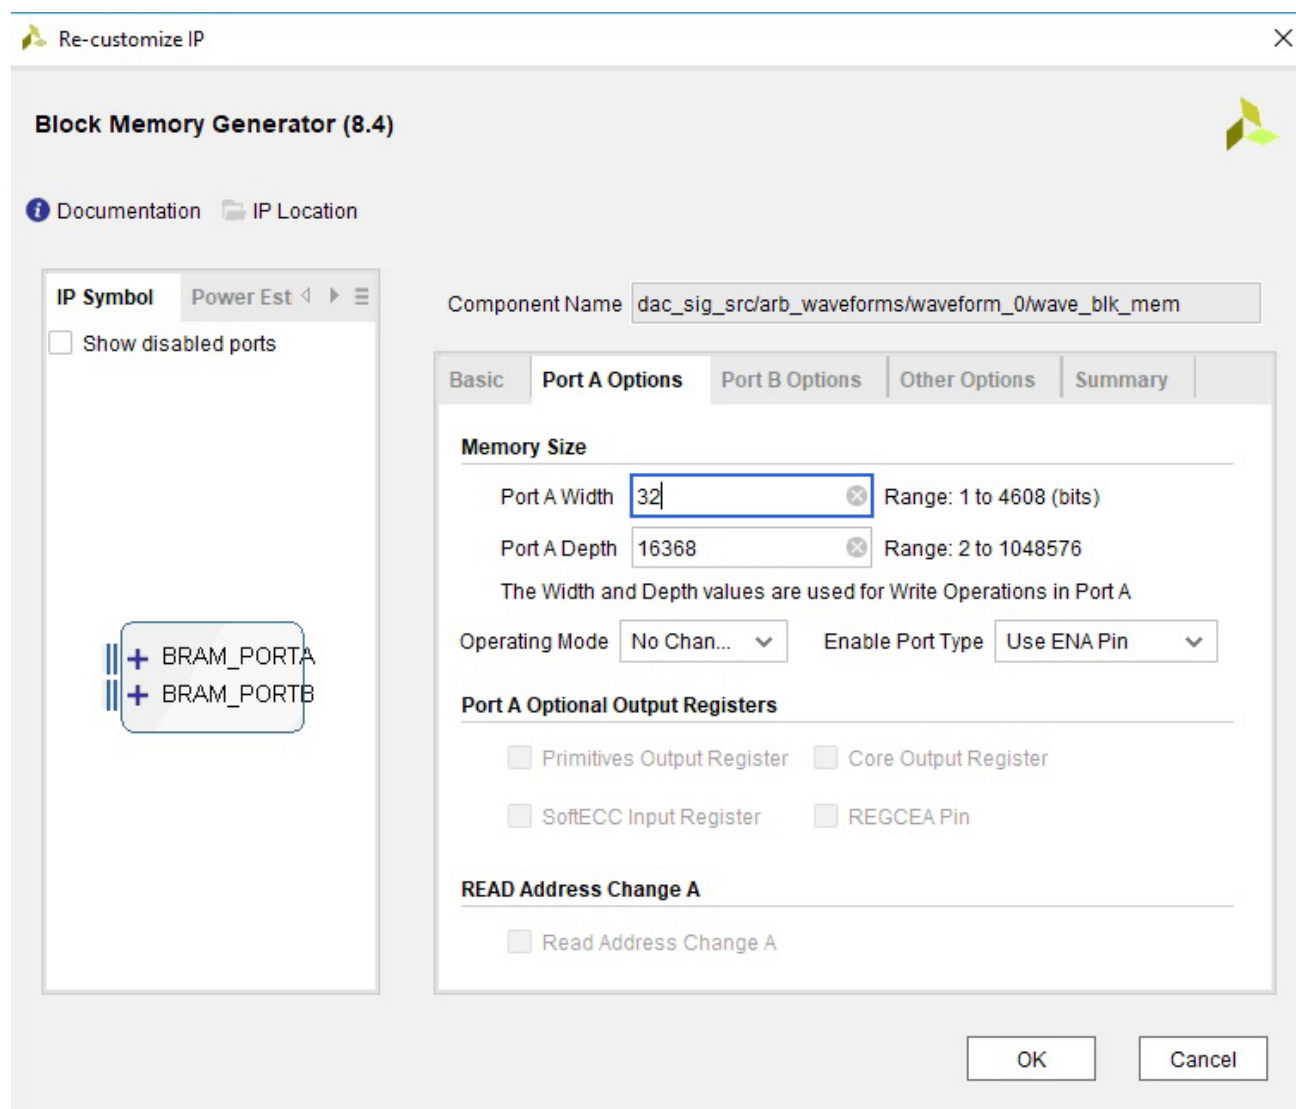 Re-customize IP
Block Memory Generator (8.4)
Documentation IP Location
IP Symbol Power Est
Show disabled ports
BRAM_PORTA
BRAM_PORTB
Component Name dac_sig_src/arb_waveforms/waveform_0/wave_blk_mem
Basic Port A Options Port B Options Other Options Summary
Memory Size
Port A Width 32 Range: 1 to 4608 (bits)
Port A Depth 16368 Range: 2 to 1048576
The Width and Depth values are used for Write Operations in Port A
Operating Mode No Chan... Enable Port Type Use ENA Pin
Port A Optional Output Registers
Primitives Output Register Core Output Register
SoftECC Input Register REGCEA Pin
READ Address Change A
Read Address Change A
OK Cancel